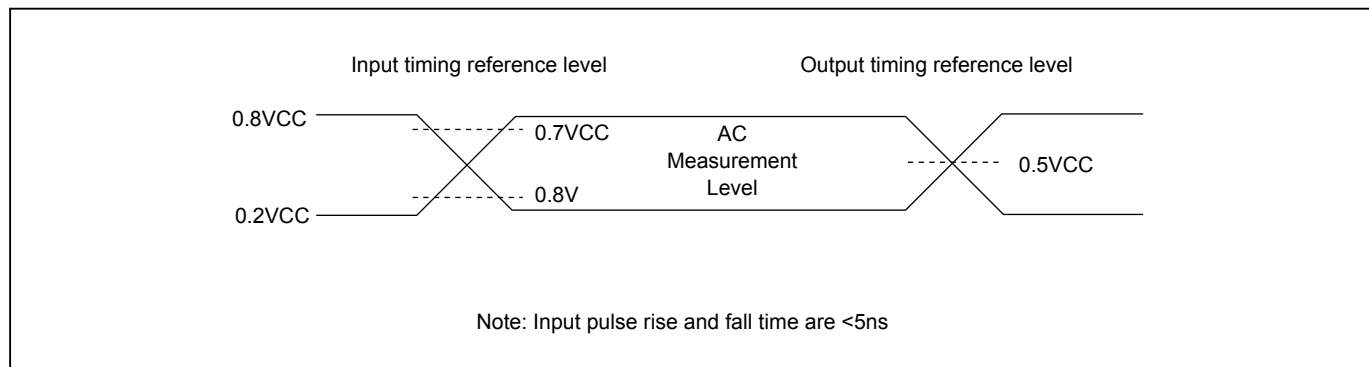 Input timing reference level
Output timing reference level
0.8VCC
0.7VCC
AC
Measurement
Level
0.5VCC
0.8V
0.2VCC
Note: Input pulse rise and fall time are <5ns